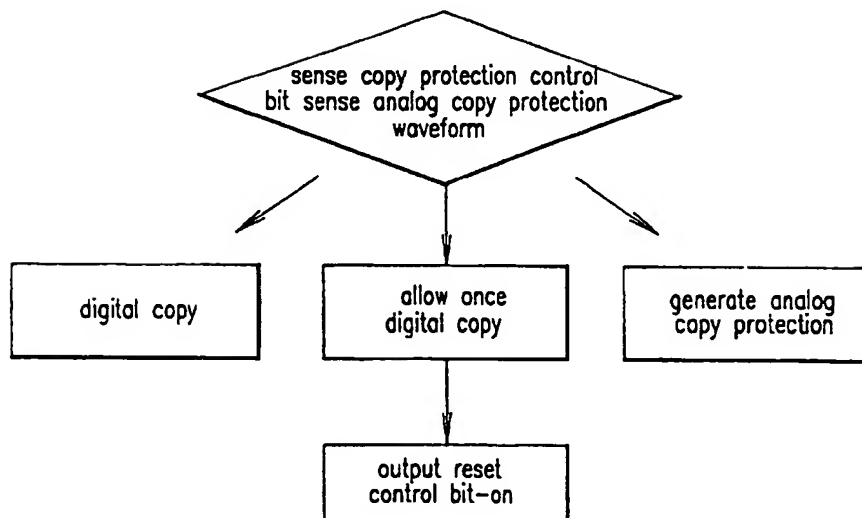 sense copy protection control
bit sense analog copy protection
waveform
digital copy
allow once
digital copy
generate analog
copy protection
output reset
control bit-on